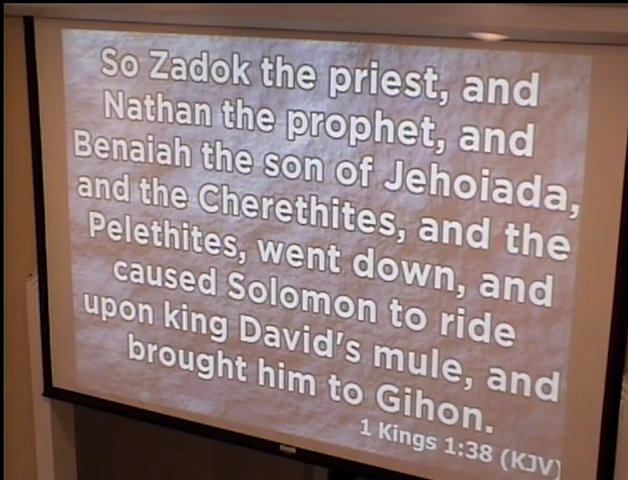 So Zadok the priest, and
Nathan the prophet, and
Benaiah the son of Jehoiada,
and the Cherethites, and the
Pelethites, went down, and
caused Solomon to ride
upon king David's mule, and
brought him to Gihon.
1 Kings 1:38 (KJV)